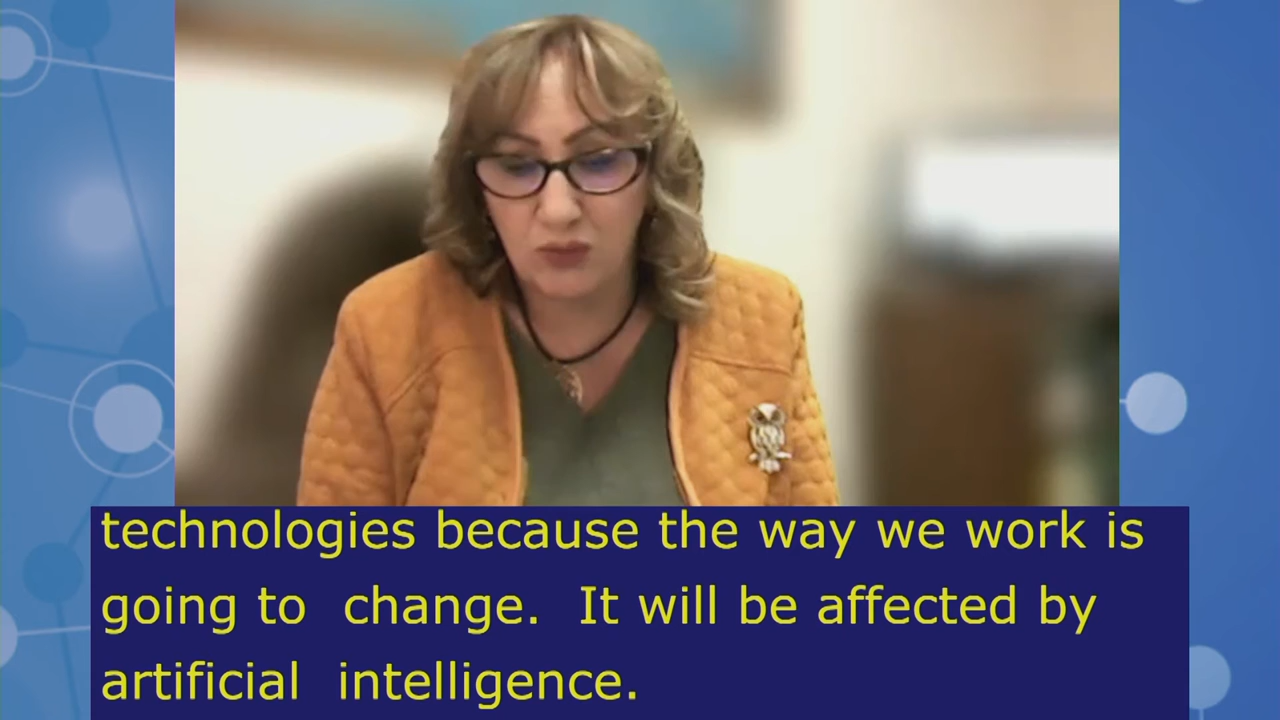 technologies because the way we work is
going to change. It will be affected by
artificial intelligence.